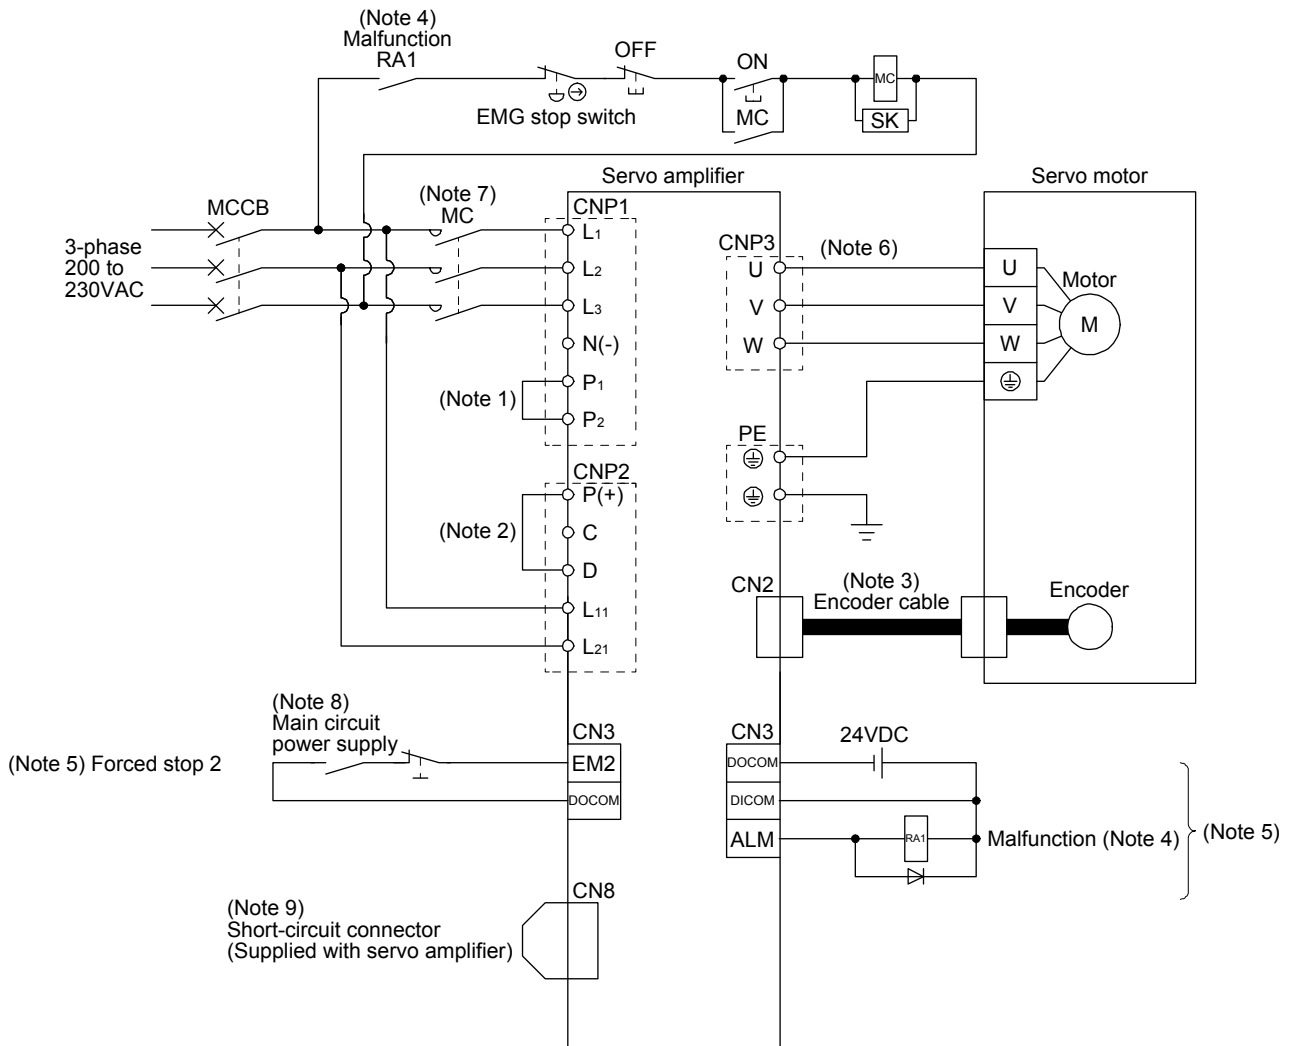 (Note 4)
Malfunction
RA1
OFF
ON
MC
EMG stop switch
MC
SK
Servo amplifier
Servo motor
MCCB
(Note 7)
MC
CNP1
3-phase
200 to
230VAC
L1
L2
L3
N(-)
P1
P2
(Note 1)
CNP3
U
V
W
(Note 6)
U
V
W
Motor
M
PE
CNP2
P(+)
C
D
L11
L21
(Note 2)
CN2
(Note 3)
Encoder cable
Encoder
(Note 8)
Main circuit
power supply
(Note 5) Forced stop 2
CN3
EM2
DOCOM
CN3
DOCOM
DICOM
ALM
24VDC
RA1
Malfunction (Note 4)
(Note 5)
CN8
(Note 9)
Short-circuit connector
(Supplied with servo amplifier)